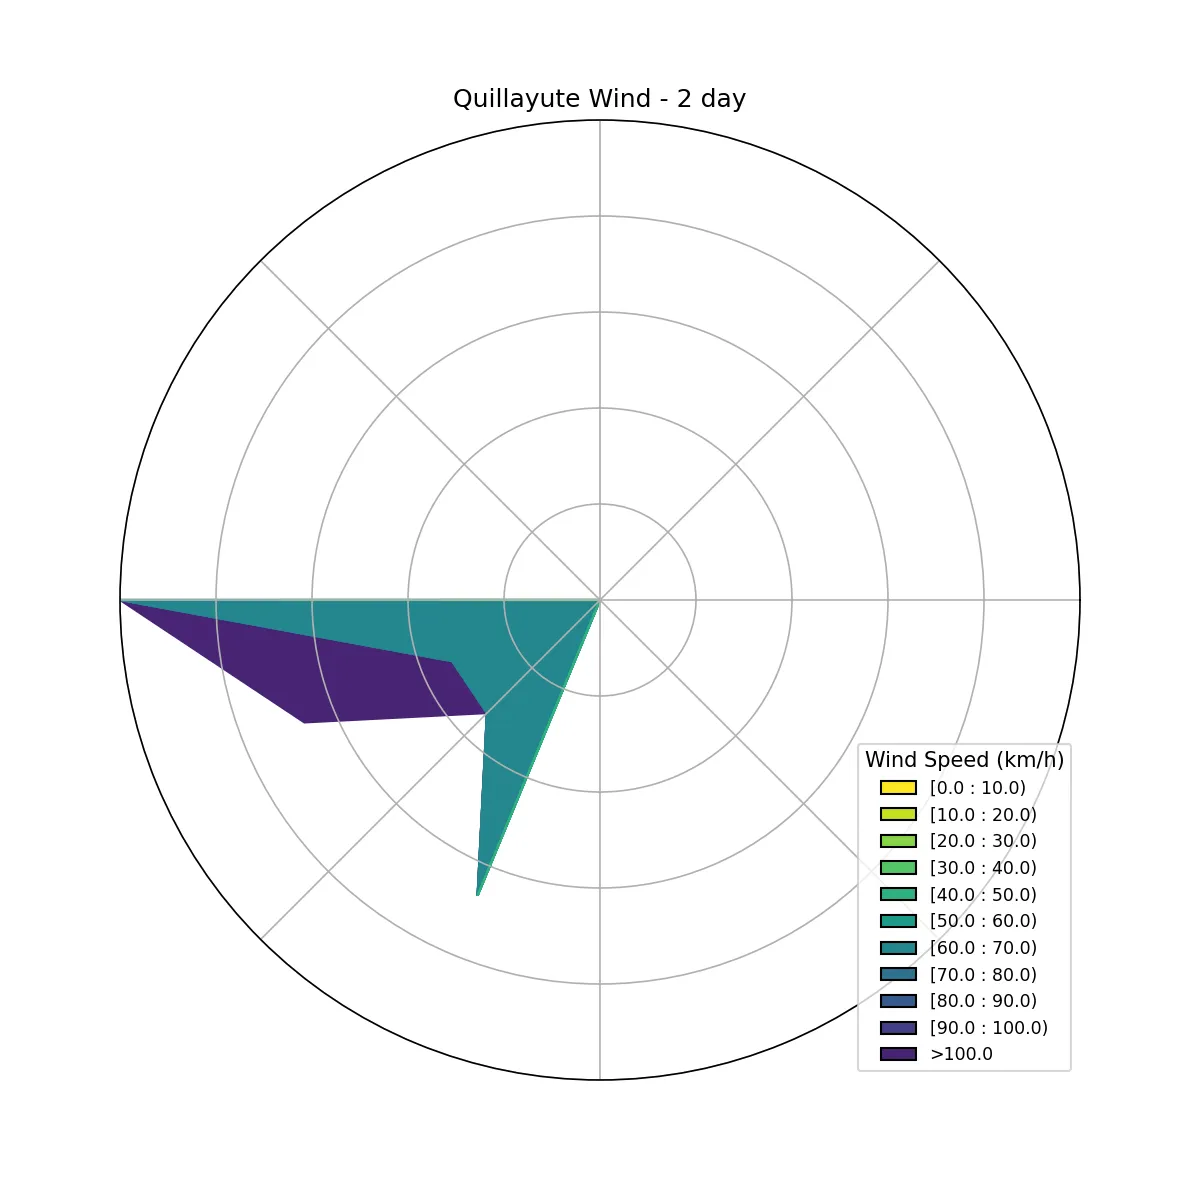 Quillayute Wind - 2 day
Wind Speed (km/h)
[0.0 : 10.0)
[10.0 : 20.0)
[20.0 : 30.0)
[30.0 : 40.0)
[40.0 : 50.0)
[50.0 : 60.0)
[60.0 : 70.0)
[70.0 : 80.0)
[80.0 : 90.0)
[90.0 : 100.0)
>100.0